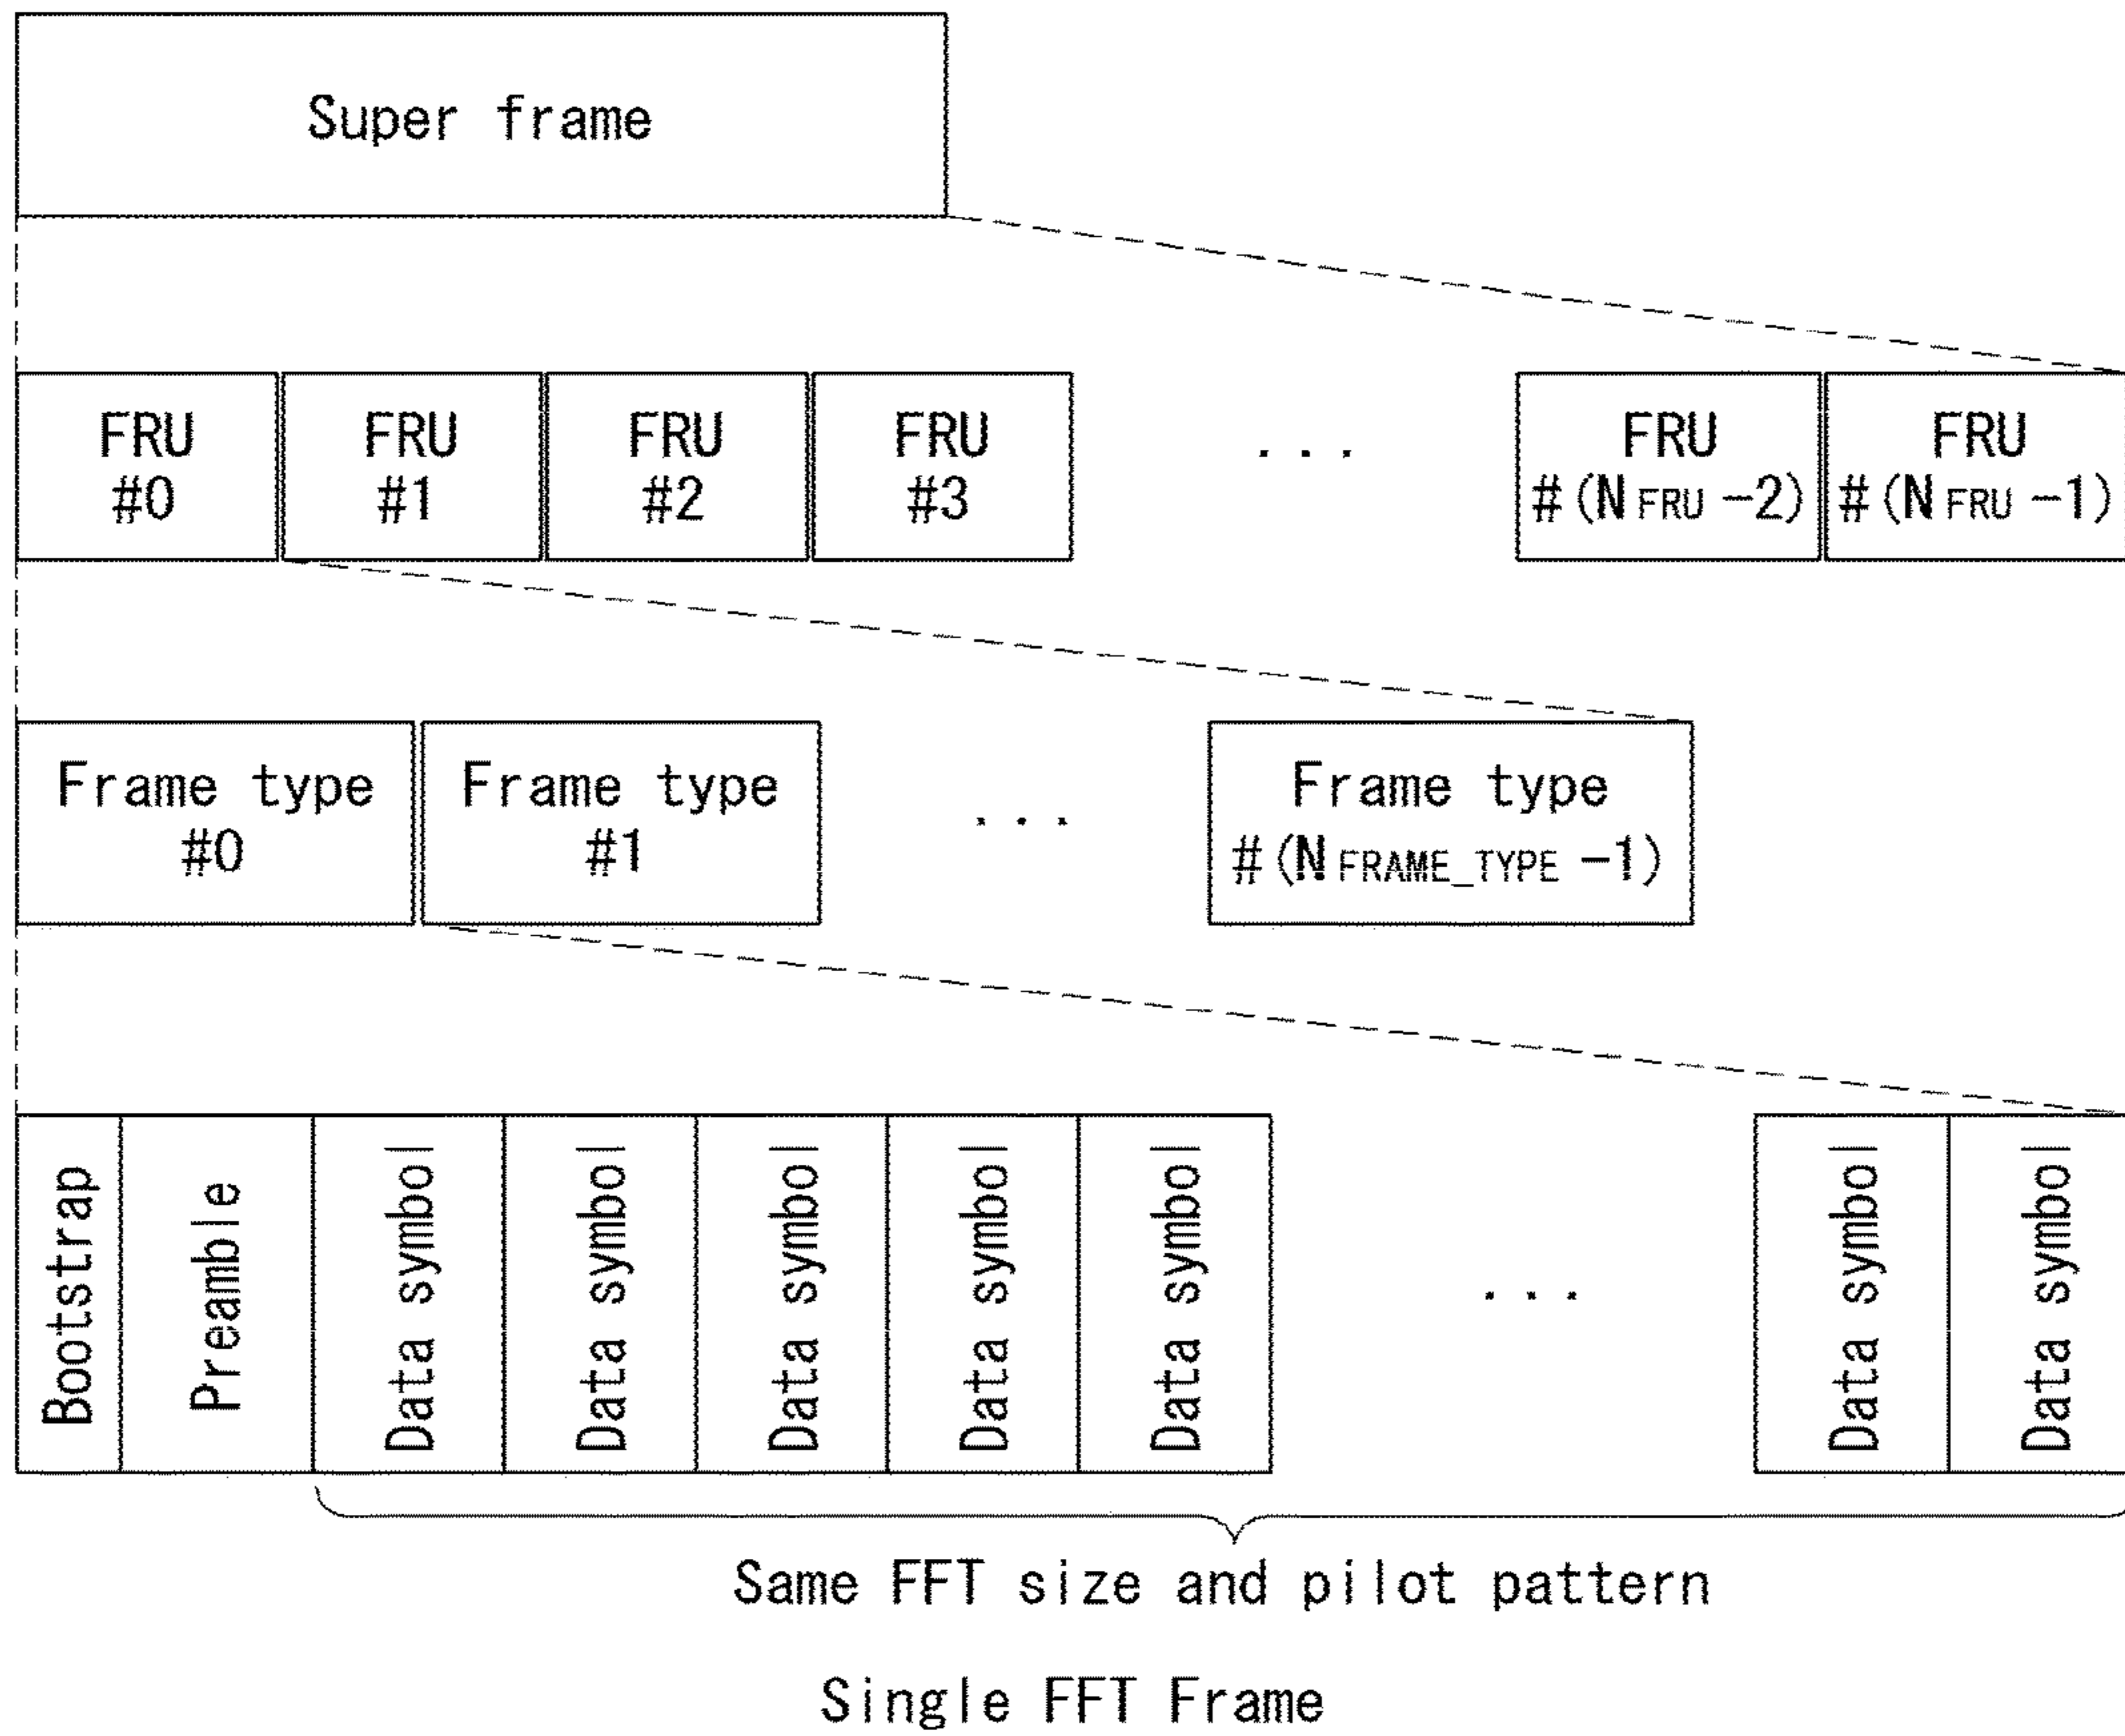 Super frame
FRU FRU FRU FRU ... FRU FRU
#0 #1 #2 #3 #(NFRU-2) #(NFRU-1)
Frame type Frame type ... Frame type
#0 #1 #(NFRAME_TYPE-1)
Bootstrap
Preamble
Data symbol
Data symbol
Data symbol
Data symbol
Data symbol
...
Data symbol
Data symbol
Same FFT size and pilot pattern
Single FFT Frame